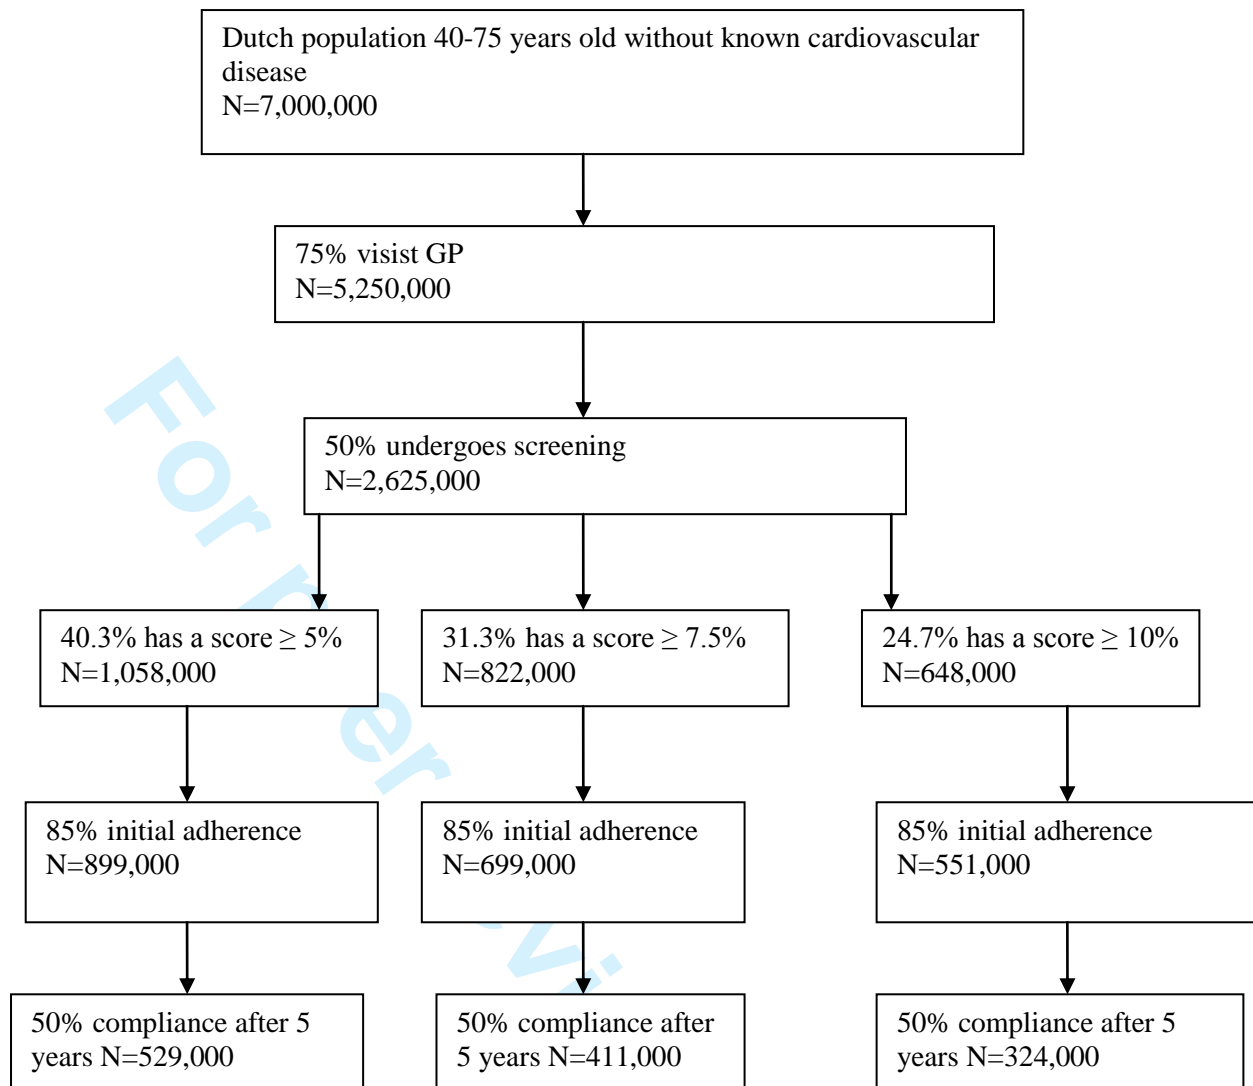 Dutch population 40-75 years old without known cardiovascular
disease
N=7,000,000
75% visist GP
N=5,250,000
50% undergoes screening
N=2,625,000
40.3% has a score ≥ 5%
N=1,058,000
31.3% has a score ≥ 7.5%
N=822,000
24.7% has a score ≥ 10%
N=648,000
85% initial adherence
N=899,000
85% initial adherence
N=699,000
85% initial adherence
N=551,000
50% compliance after 5
years N=529,000
50% compliance after
5 years N=411,000
50% compliance after 5
years N=324,000
For